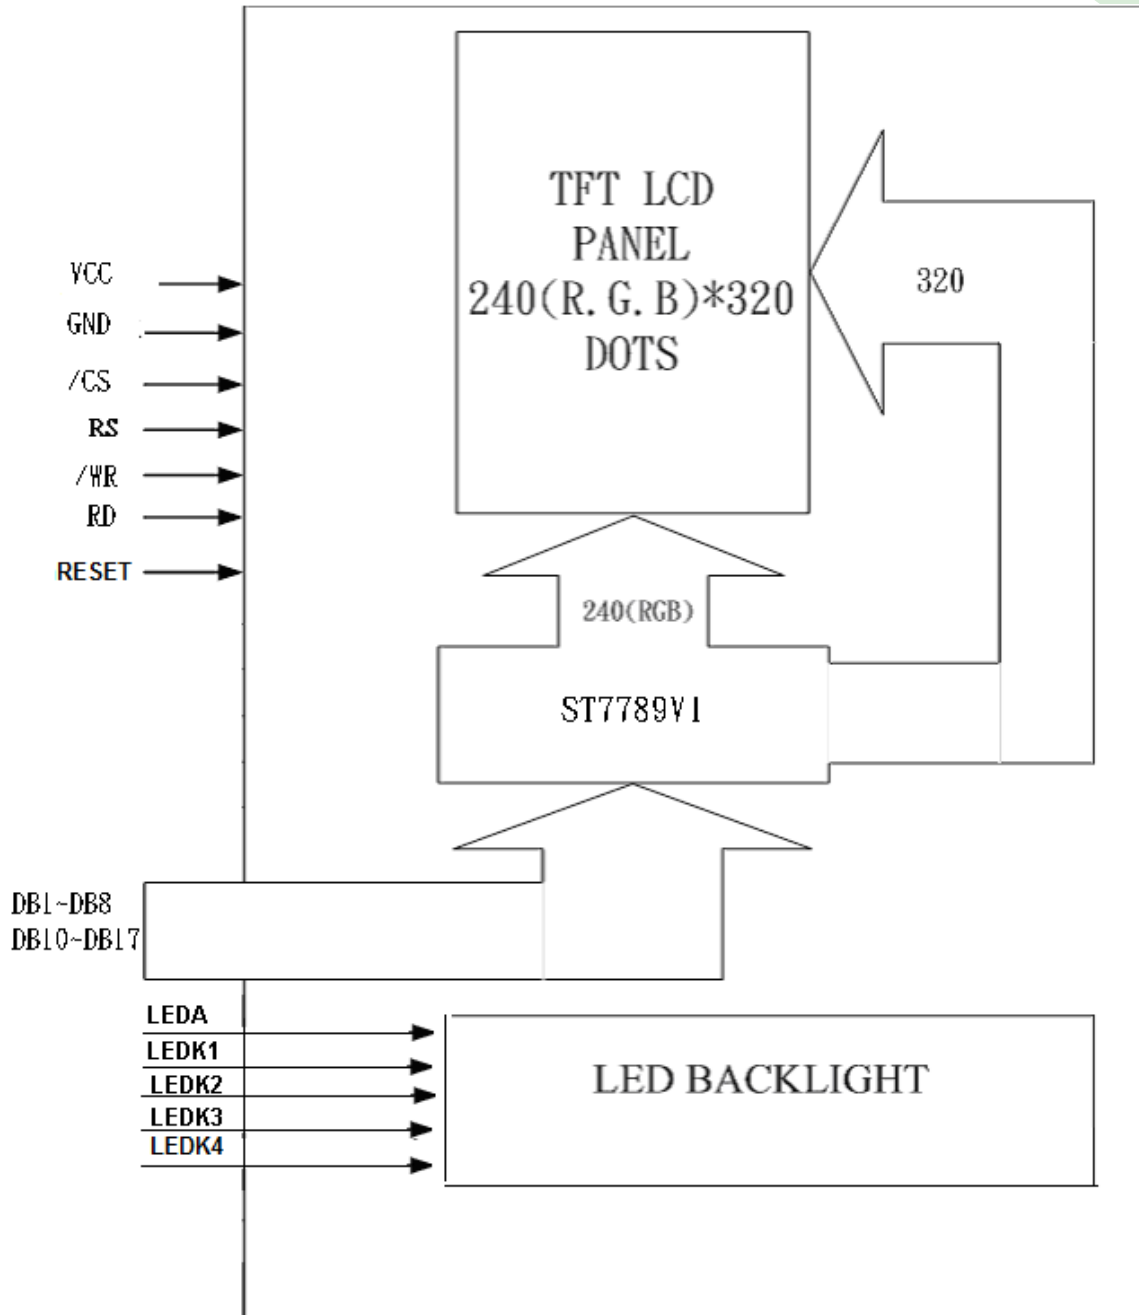 TFT LCD
PANEL
240(R.G.B)*320
DOTS
320
VCC
GND
/CS
RS
/WR
RD
RESET
240(RGB)
ST7789V1
DB1~DB8
DB10~DB17
LEDA
LEDK1
LEDK2
LEDK3
LEDK4
LED BACKLIGHT